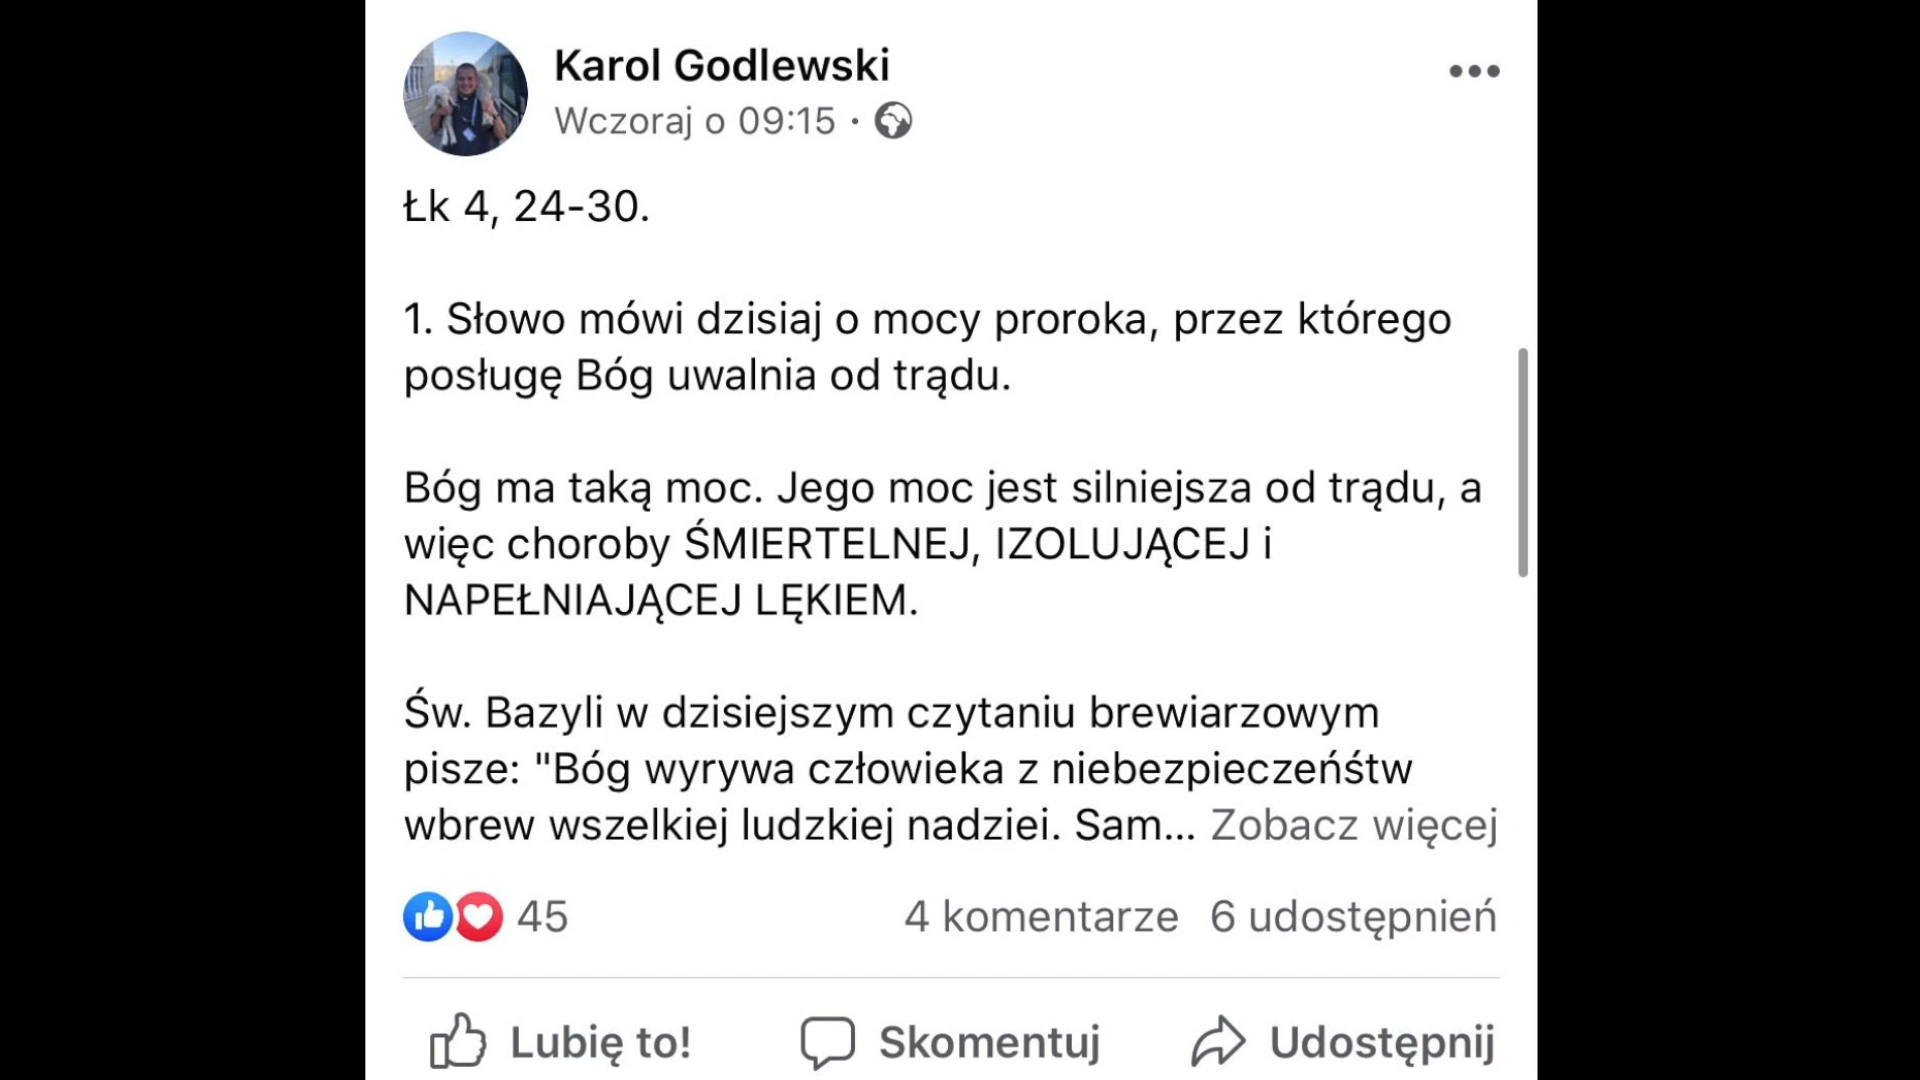 Karol Godlewski
Wczoraj o 09:15 ·
Łk 4, 24-30.
1. Słowo mówi dzisiaj o mocy proroka, przez którego
posługę Bóg uwalnia od trądu.
Bóg ma taką moc. Jego moc jest silniejsza od trądu, a
więc choroby ŚMIERTELNEJ, IZOLUJĄCEJ i
NAPEŁNIAJĄCEJ LĘKIEM.
Św. Bazyli w dzisiejszym czytaniu brewiarzowym
pisze: "Bóg wyrywa człowieka z niebezpieczeńśtw
wbrew wszelkiej ludzkiej nadziei. Sam... Zobacz więcej
45 4 komentarze 6 udostępnień
Lubię to! Skomentuj Udostępnij